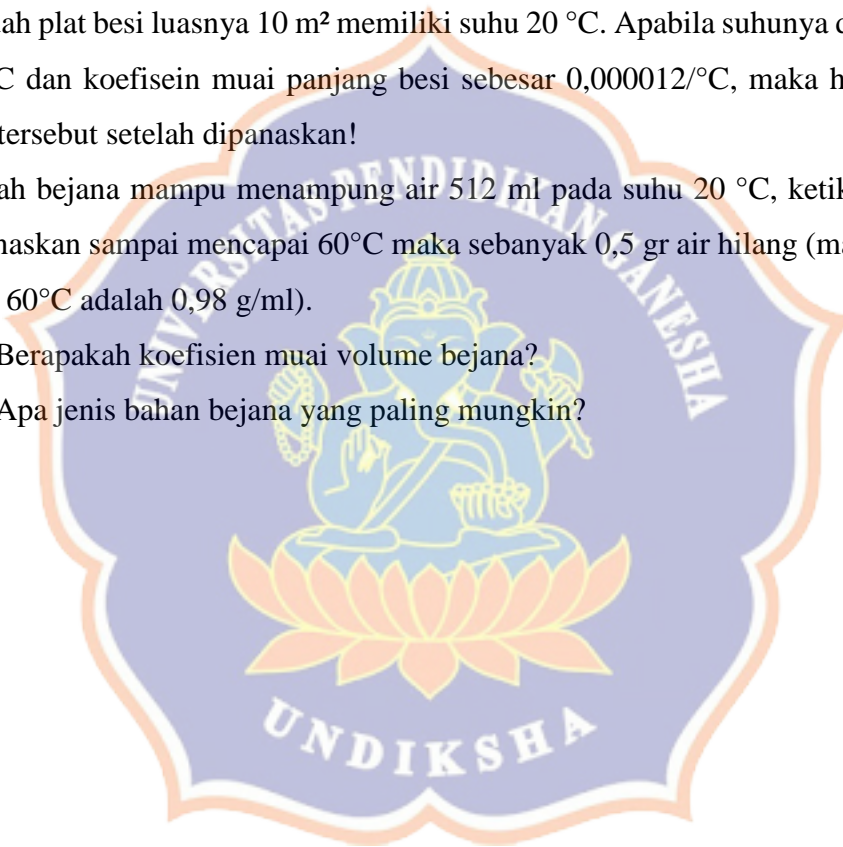 ah plat besi luasnya 10 m² memiliki suhu 20 °C. Apabila suhunya
C dan koefisein muai panjang besi sebesar 0,000012/°C, maka
tersebut setelah dipanaskan!
ah bejana mampu menampung air 512 ml pada suhu 20 °C,
naskan sampai mencapai 60°C maka sebanyak 0,5 gr air hilang
60°C adalah 0,98 g/ml).
Berapakah koefisien muai volume bejana?
Apa jenis bahan bejana yang paling mungkin?
UNIVERSITAS PENDIDIKAN GANESHA
UNDIKSHA